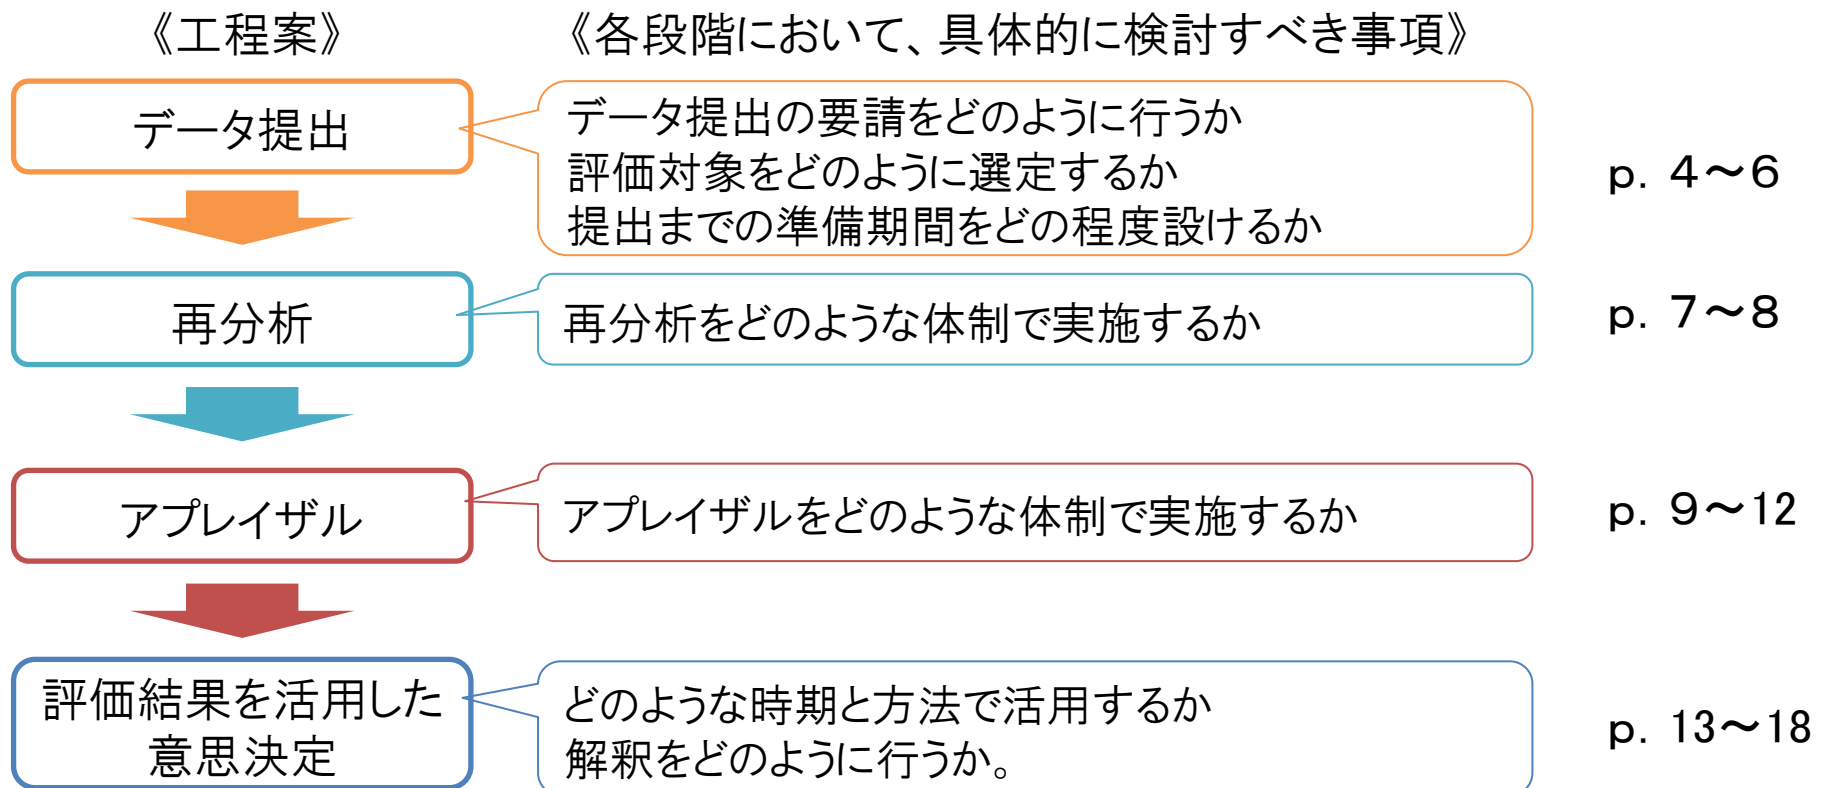 《工程案》
《各段階において、具体的に検討すべき事項》
データ提出
データ提出の要請をどのように行うか
評価対象をどのように選定するか
提出までの準備期間をどの程度設けるか
p. 4～6
再分析
再分析をどのような体制で実施するか
p. 7～8
アプレイザル
アプレイザルをどのような体制で実施するか
p. 9～12
評価結果を活用した
意思決定
どのような時期と方法で活用するか
解釈をどのように行うか。
p. 13～18